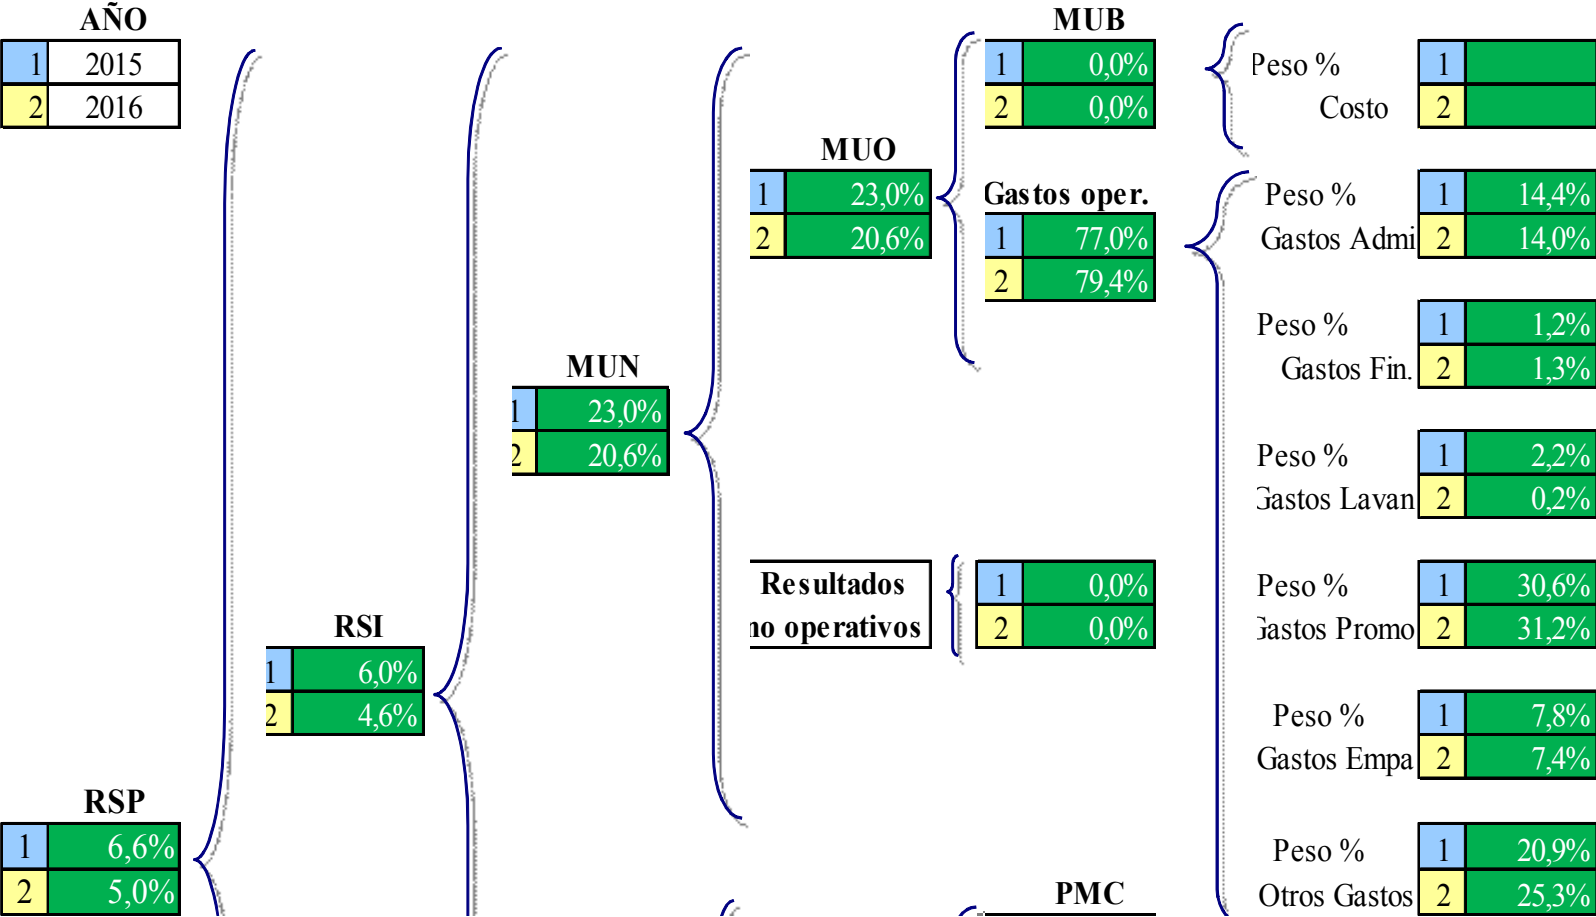 AÑO
1 2015
2 2016
MUB
1 0,0%
2 0,0%
Peso % 1
Costo 2
MUO
1 23,0%
2 20,6%
Gastos oper.
1 77,0%
2 79,4%
Peso % 1 14,4%
Gastos Admi 2 14,0%
Peso % 1 1,2%
Gastos Fin. 2 1,3%
MUN
1 23,0%
2 20,6%
Peso % 1 2,2%
Gastos Lavan 2 0,2%
Resultados
no operativos
1 0,0%
2 0,0%
Peso % 1 30,6%
Gastos Promo 2 31,2%
RSI
1 6,0%
2 4,6%
Peso % 1 7,8%
Gastos Empa 2 7,4%
RSP
1 6,6%
2 5,0%
Peso % 1 20,9%
Otros Gastos 2 25,3%
PMC